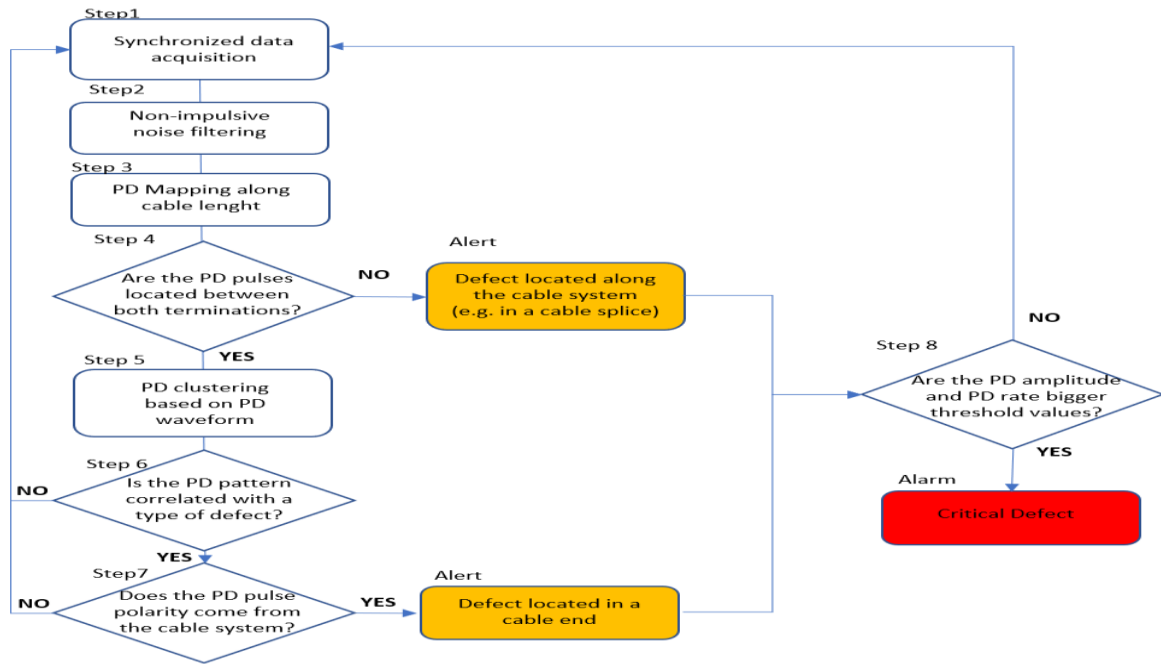 Step1
Synchronized data
acquisition
Step2
Non-impulsive
noise filtering
Step 3
PD Mapping along
cable lenght
Step 4
Are the PD pulses
located between
both terminations?
NO
Alert
Defect located along
the cable system
(e.g. in a cable splice)
YES
Step 5
PD clustering
based on PD
waveform
Step 6
Is the PD pattern
correlated with a
type of defect?
NO
YES
Step7
Does the PD pulse
polarity come from
the cable system?
NO
YES
Alert
Defect located in a
cable end
NO
Step 8
Are the PD amplitude
and PD rate bigger
threshold values?
YES
Alarm
Critical Defect